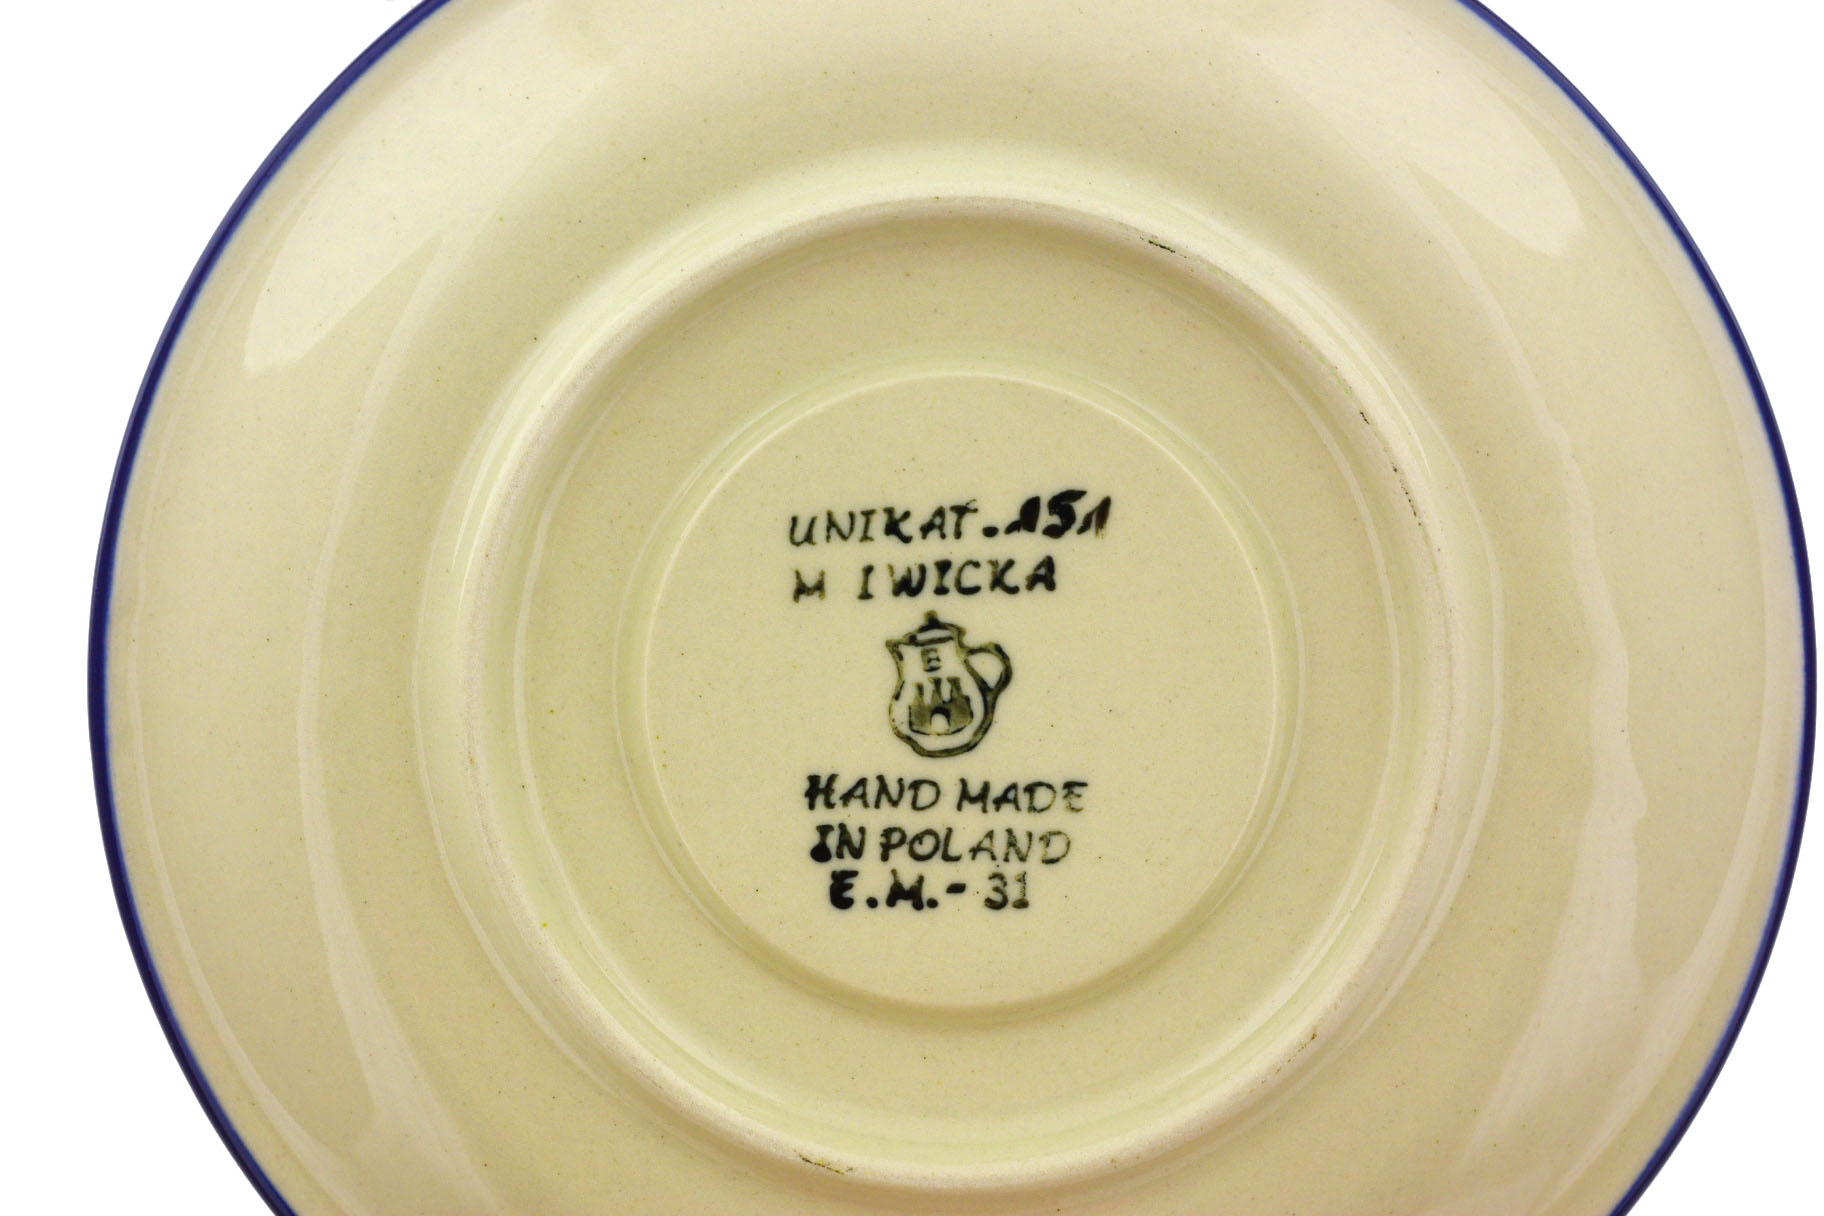 UNIKAT. 151
M IWICKA
E
HAND MADE
IN POLAND
E.M.- 31